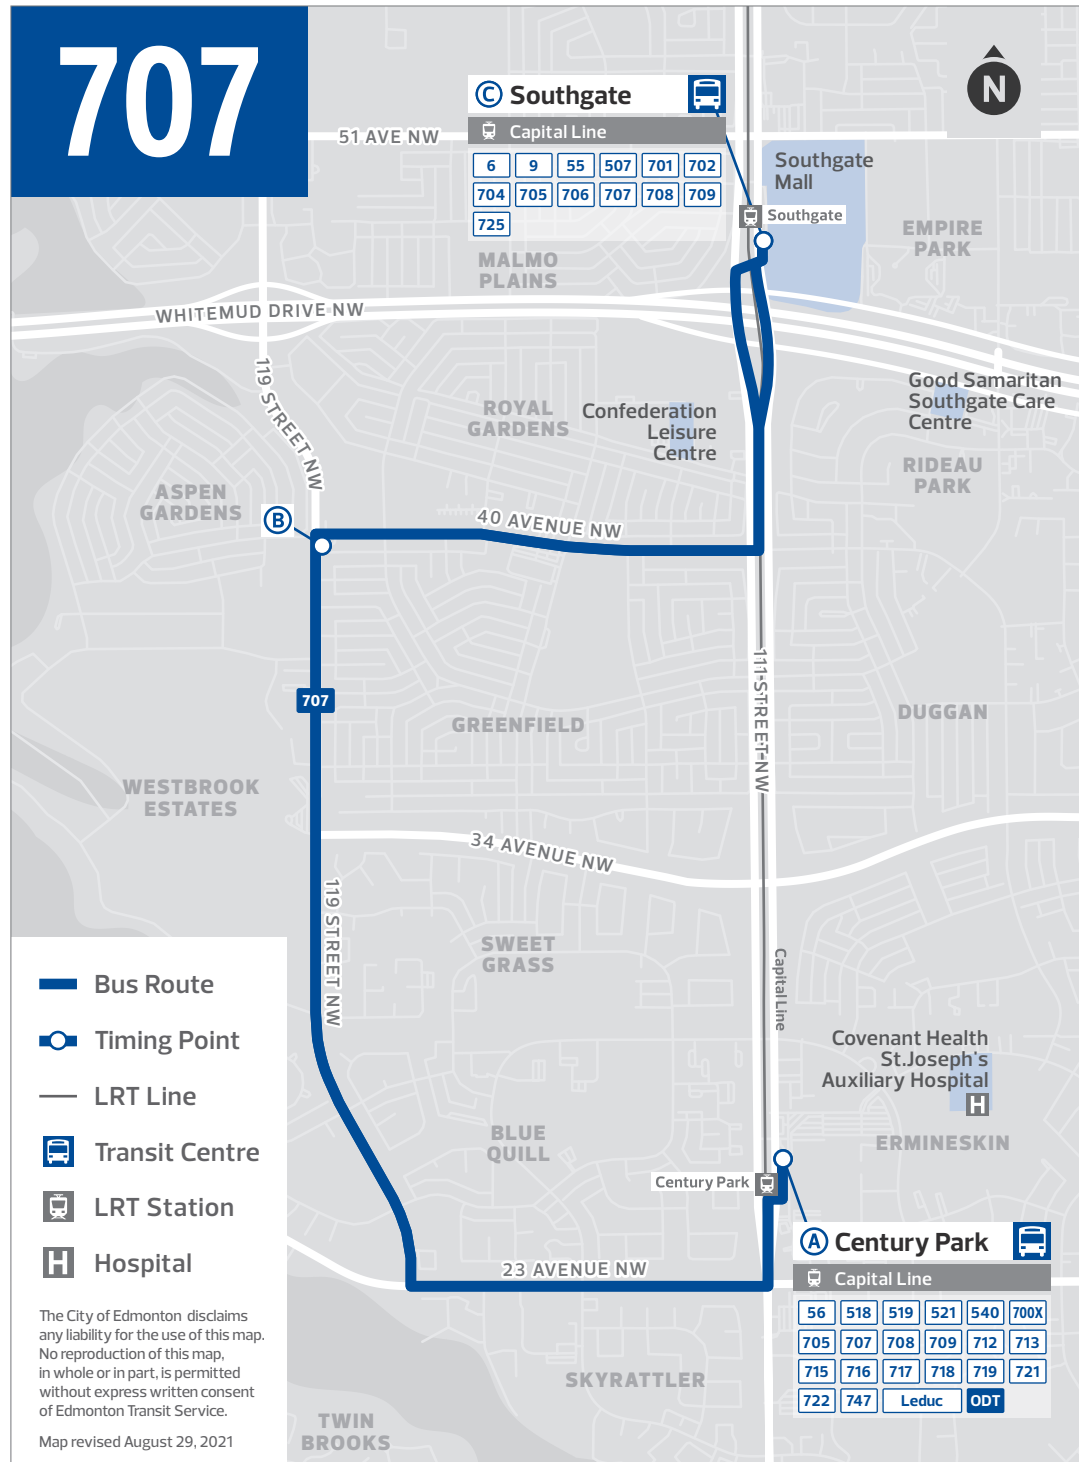 707
C Southgate
Capital Line
6 9 55 507 701 702
704 705 706 707 708 709
725
N
51 AVE NW
Southgate
Mall
Southgate
EMPIRE
PARK
MALMO
PLAINS
WHITEMUD DRIVE NW
119 STREET NW
ROYAL
GARDENS
Confederation
Leisure
Centre
Good Samaritan
Southgate Care
Centre
RIDEAU
PARK
ASPEN
GARDENS
B
40 AVENUE NW
111 STREET NW
707
GREENFIELD
DUGGAN
WESTBROOK
ESTATES
34 AVENUE NW
119 STREET NW
SWEET
GRASS
Capital Line
Covenant Health
St.Joseph's
Auxiliary Hospital
H
BLUE
QUILL
ERMINESKIN
Century Park
A Century Park
Capital Line
56 518 519 521 540 700X
705 707 708 709 712 713
715 716 717 718 719 721
722 747 Leduc ODT
23 AVENUE NW
SKYRATTLER
TWIN
BROOKS
Bus Route
Timing Point
LRT Line
Transit Centre
LRT Station
H Hospital
The City of Edmonton disclaims
any liability for the use of this map.
No reproduction of this map,
in whole or in part, is permitted
without express written consent
of Edmonton Transit Service.
Map revised August 29, 2021